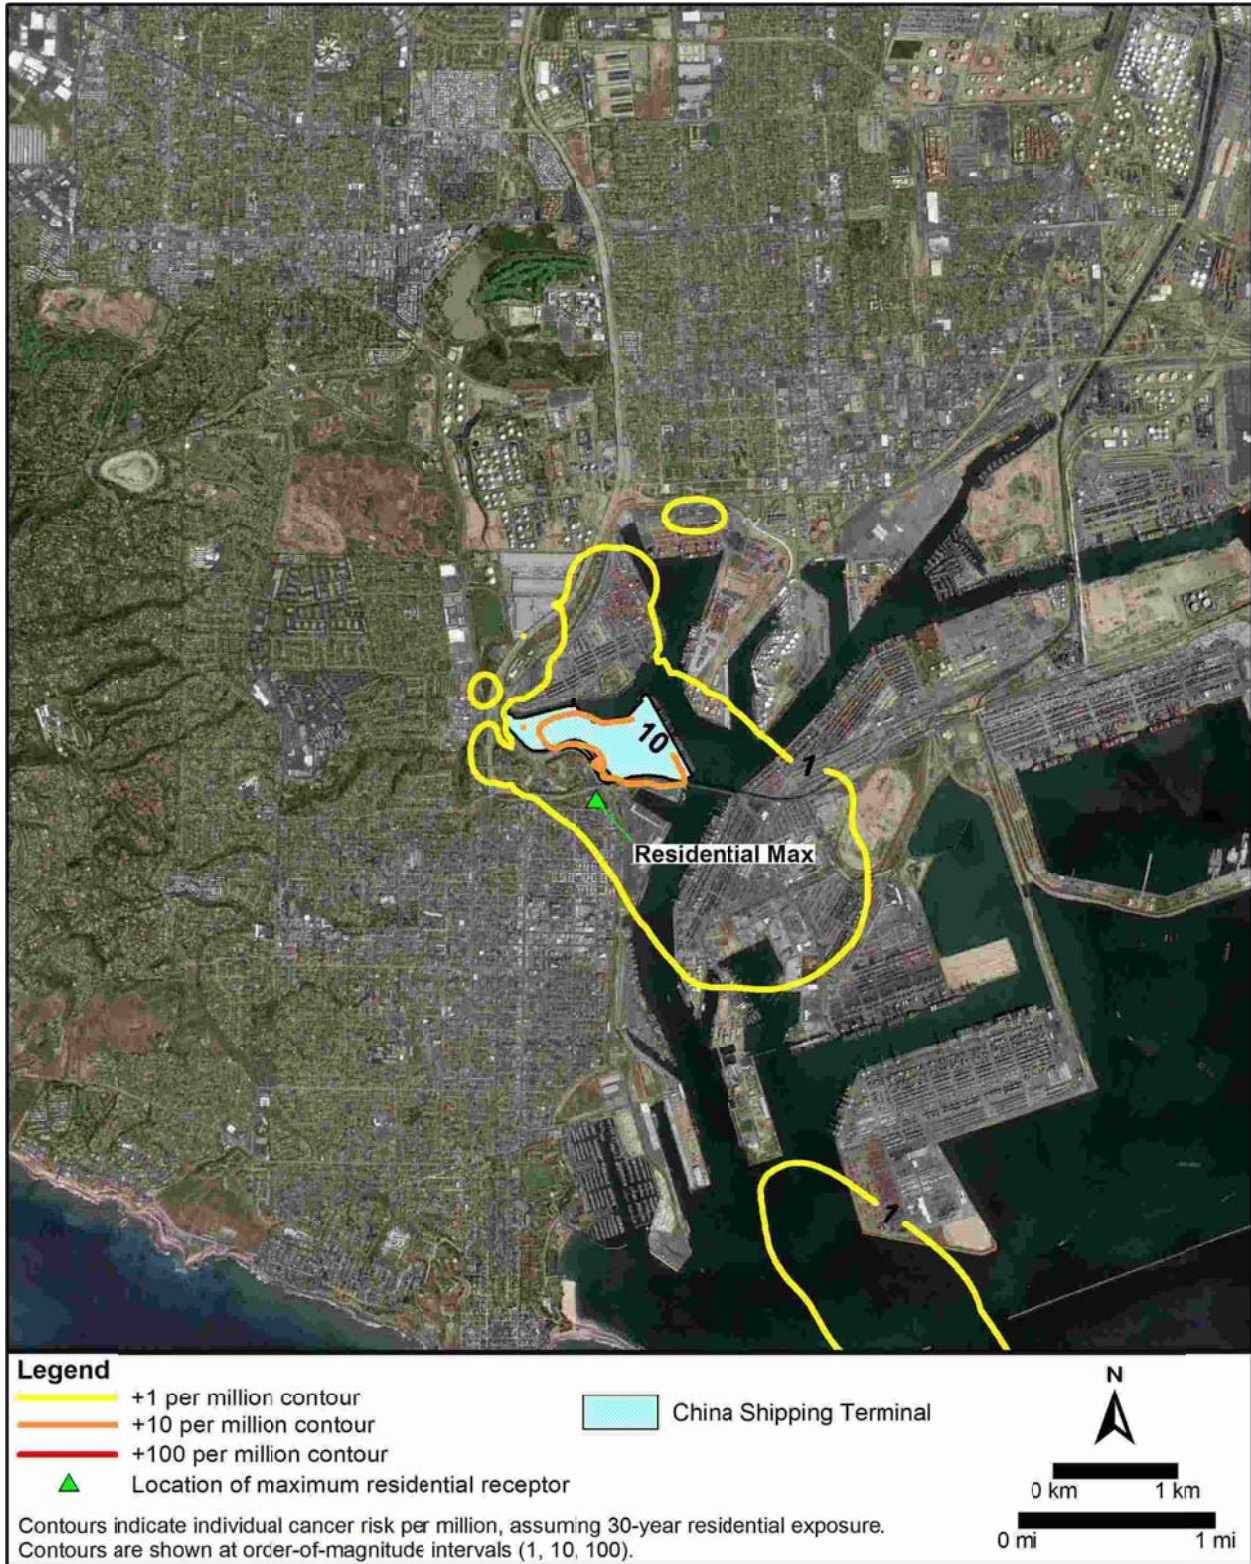 10
1
Residential Max
1
Legend
+1 per million contour
+10 per million contour
+100 per million contour
Location of maximum residential receptor
China Shipping Terminal
N
0 km 1 km
0 mi 1 mi
Contours indicate individual cancer risk per million, assuming 30-year residential exposure.
Contours are shown at order-of-magnitude intervals (1, 10, 100).